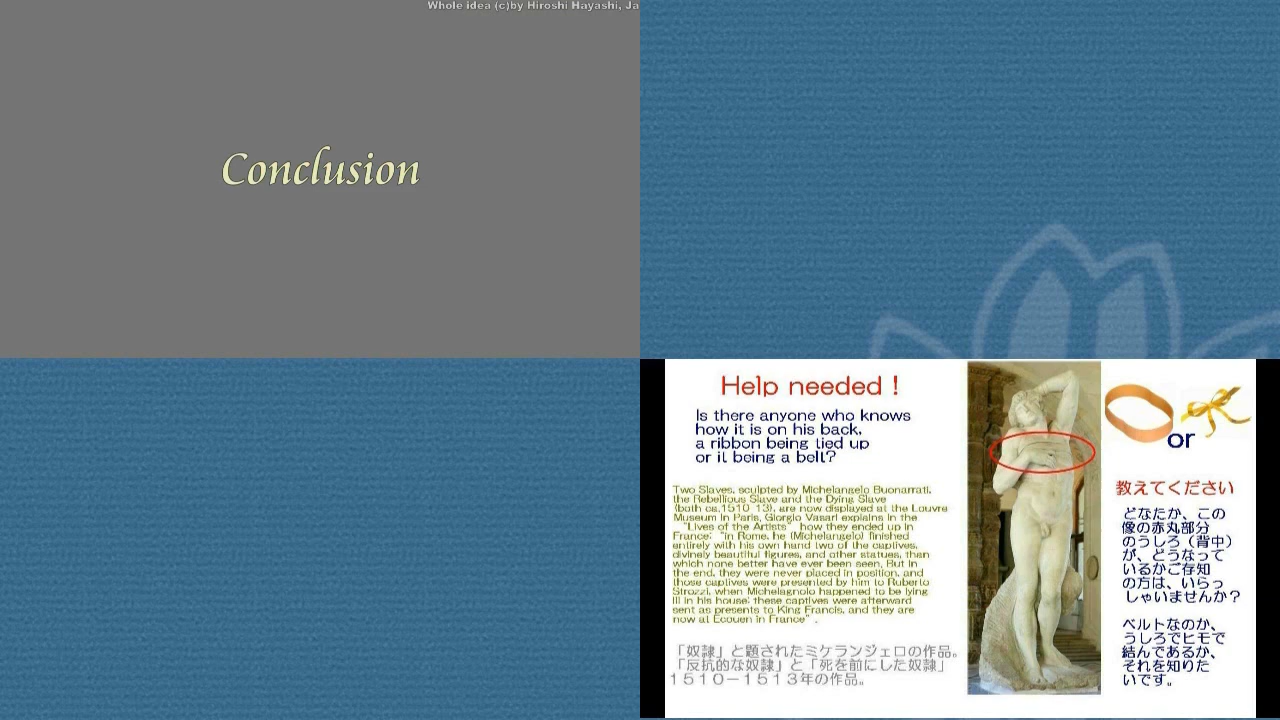 Whole idea (c)by Hiroshi Hayashi, Ja
Conclusion
Help needed !
Is there anyone who knows
how it is on his back,
a ribbon being tied up
or it being a belt?
Two Slaves, sculpted by Michelangelo Buonarrati,
the Rebellious Slave and the Dying Slave
(both ca.1510 13), are now displayed at the Louvre
Museum in Paris, Giorgio Vasari explains in the
"Lives of the Artists" how they ended up in
France: "in Rome, he (Michelangelo) finished
entirely with his own hand two of the captives,
divinely beautiful figures, and other statues, than
which none better have ever been seen, But in
the end, they were never placed in position, and
those captives were presented by him to Ruberto
Strozzi, when Michelagnolo happened to be lying
ill in his house; these captives were afterward
sent as presents to King Francis, and they are
now at Ecouen in France" .
「奴隷」と題されたミケランジェロの作品。
「反抗的な奴隷」と「死を前にした奴隷」
1510－1513年の作品。
or
教えてください
どなたか、この
像の赤丸部分
のうしろ（背中）
が、どうなって
いるかご存知
の方は、いらっ
しゃいませんか？
ベルトなのか、
うしろでヒモで
結んであるか、
それを知りた
いです。